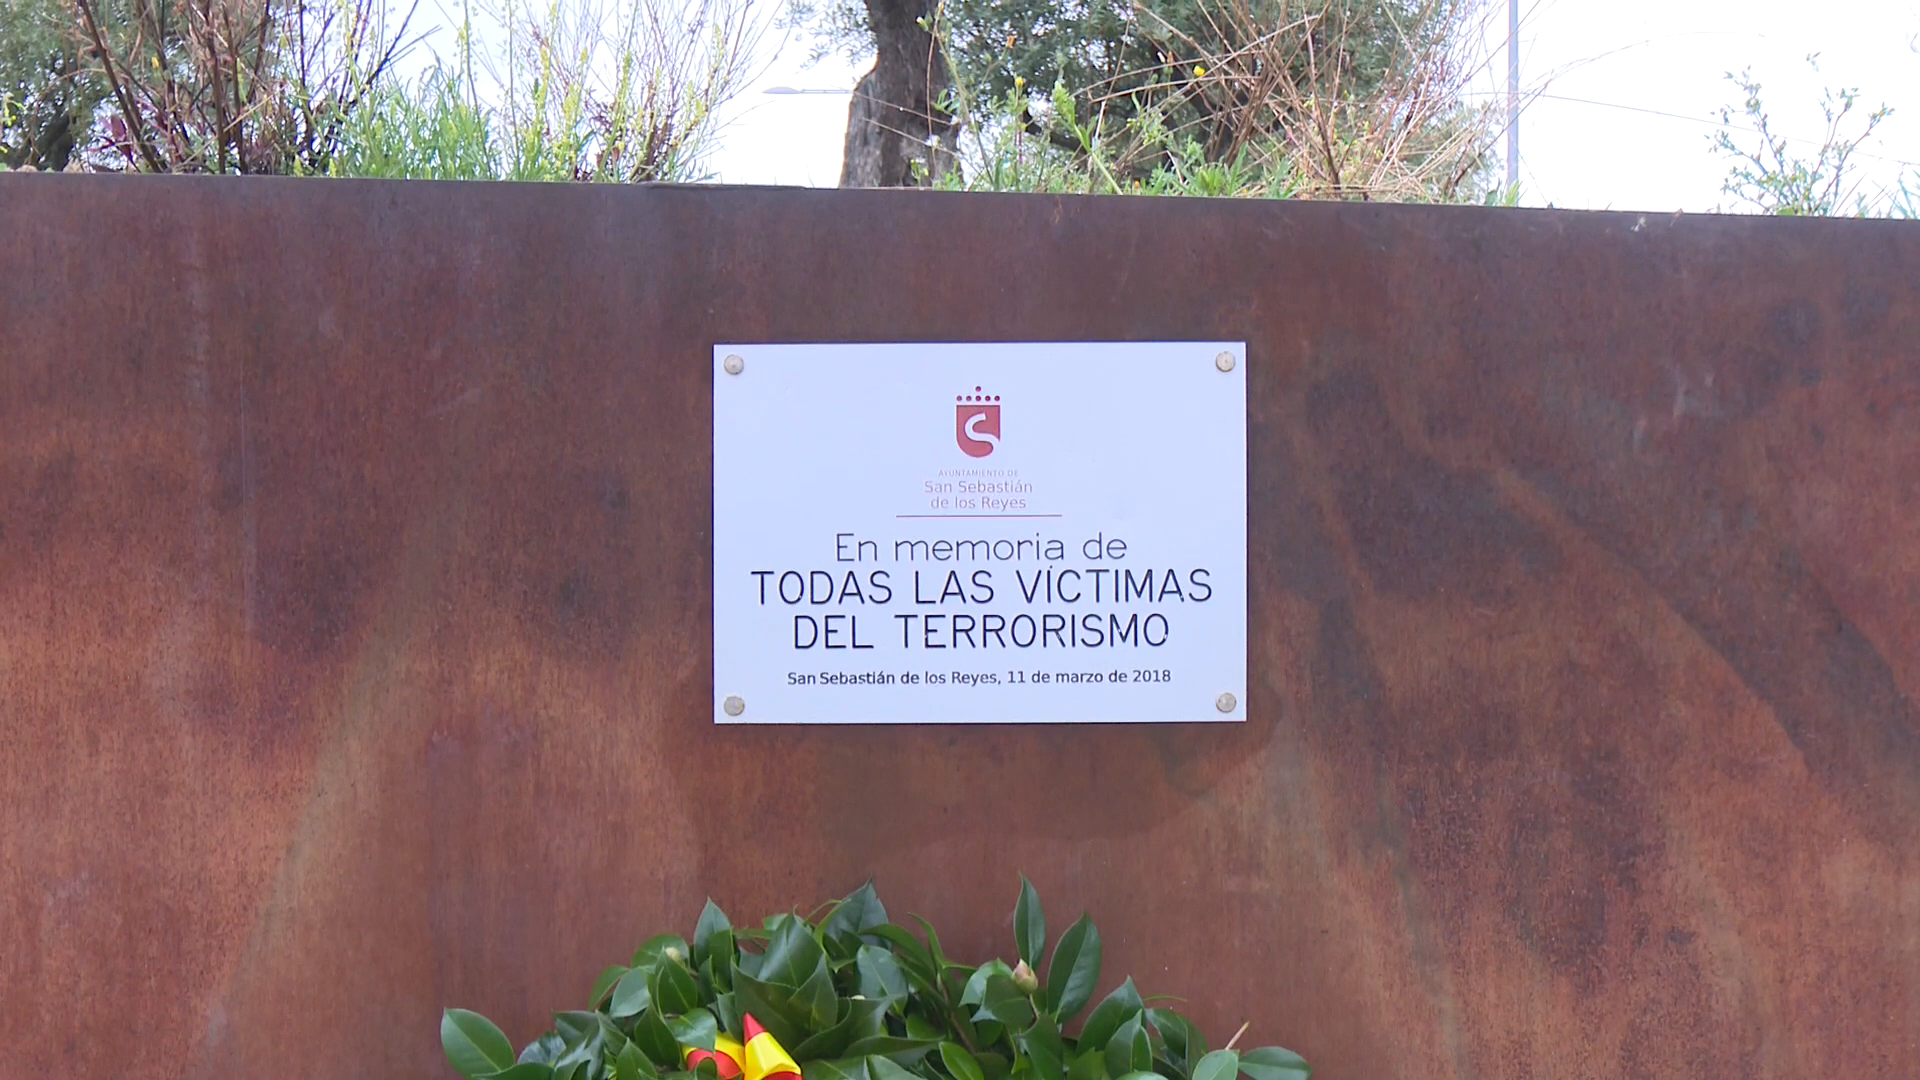 AYUNTAMIENTO DE
San Sebastián
de los Reyes
En memoria de
TODAS LAS VÍCTIMAS
DEL TERRORISMO
San Sebastián de los Reyes, 11 de marzo de 2018